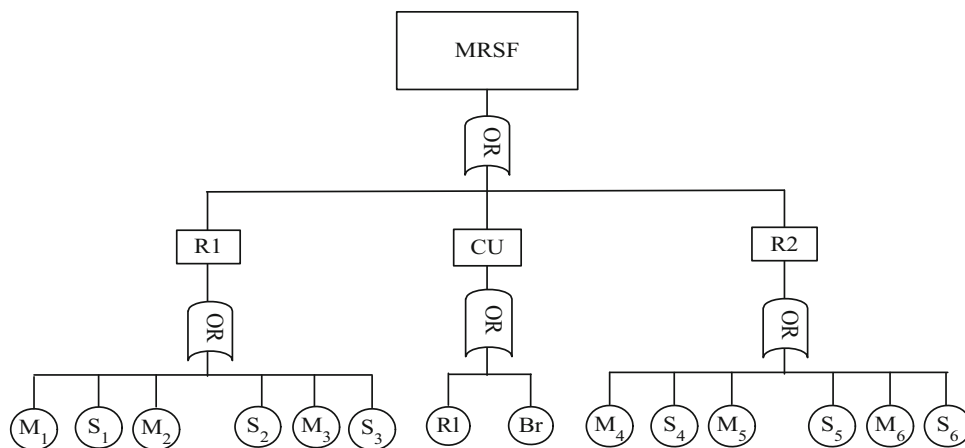 MRSF
OR
R1
CU
R2
OR
OR
OR
M₁
S₁
M₂
S₂
M₃
S₃
Rl
Br
M₄
S₄
M₅
S₅
M₆
S₆